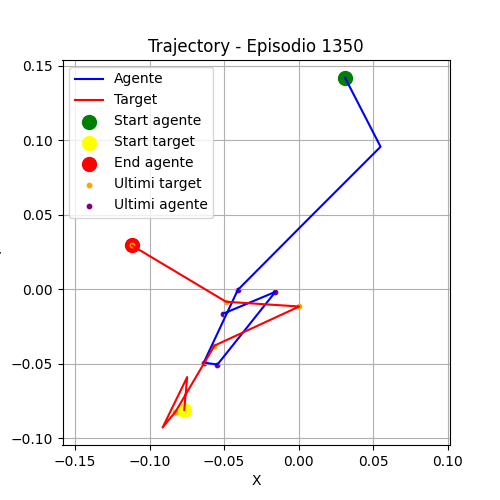 Trajectory - Episodio 1350
0.15
0.10
0.05
0.00
−0.05
−0.10
Agente
Target
Start agente
Start target
End agente
Ultimi target
Ultimi agente
−0.15
−0.10
−0.05
0.00
0.05
0.10
X